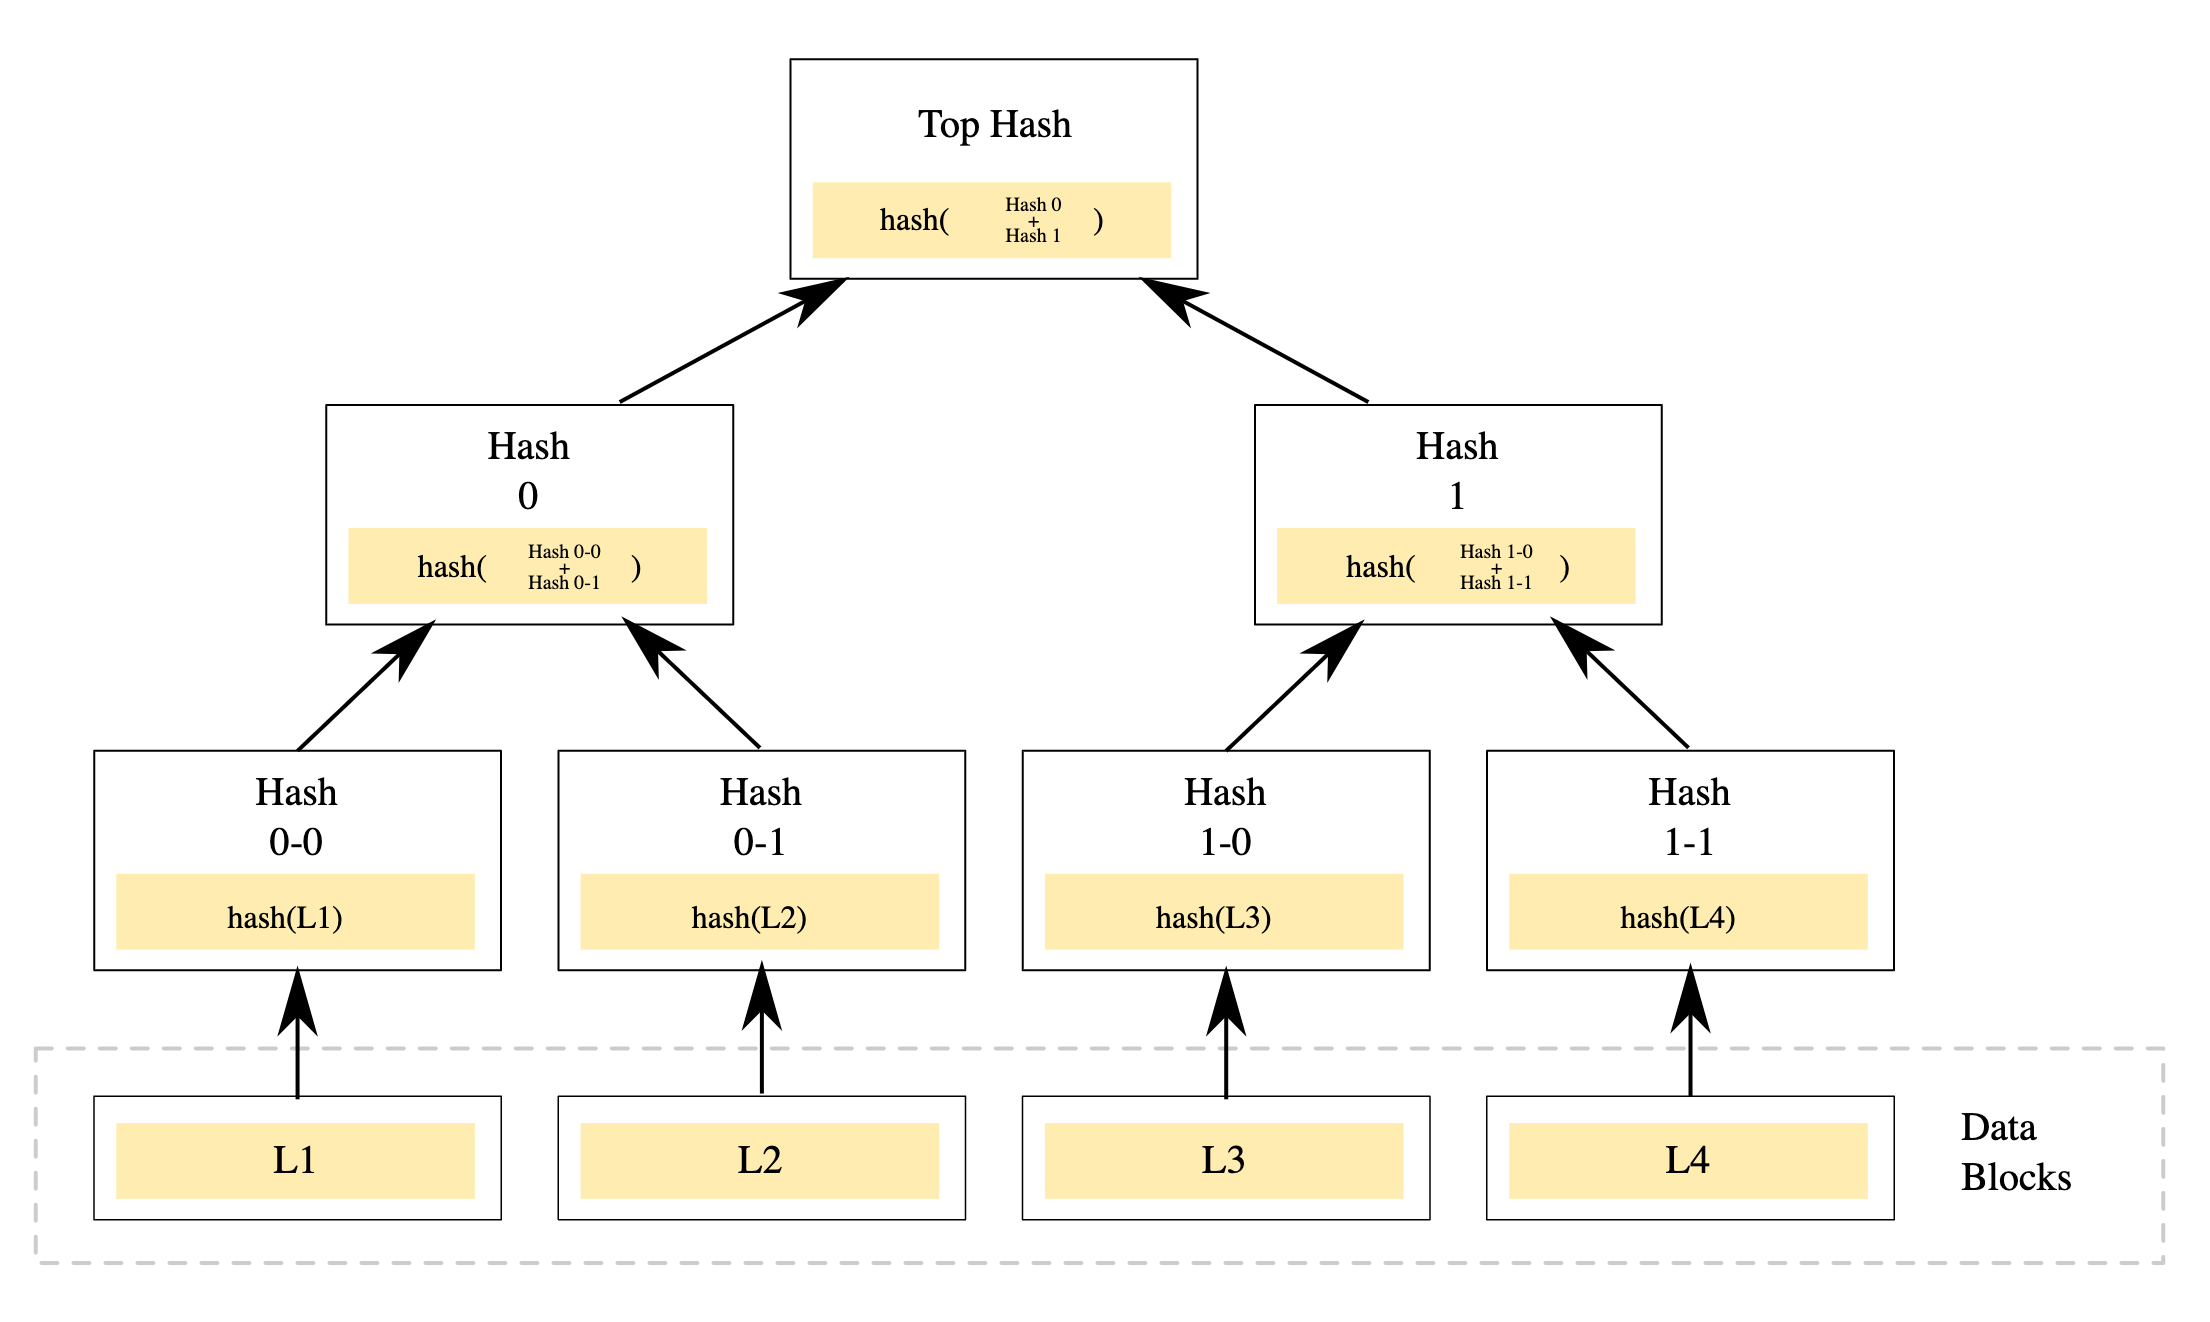 Top Hash
Hash 0
hash( + )
Hash 1
Hash
0
Hash 0-0
hash( + )
Hash 0-1
Hash
1
Hash 1-0
hash( + )
Hash 1-1
Hash
0-0
hash(L1)
Hash
0-1
hash(L2)
Hash
1-0
hash(L3)
Hash
1-1
hash(L4)
L1
L2
L3
L4
Data
Blocks